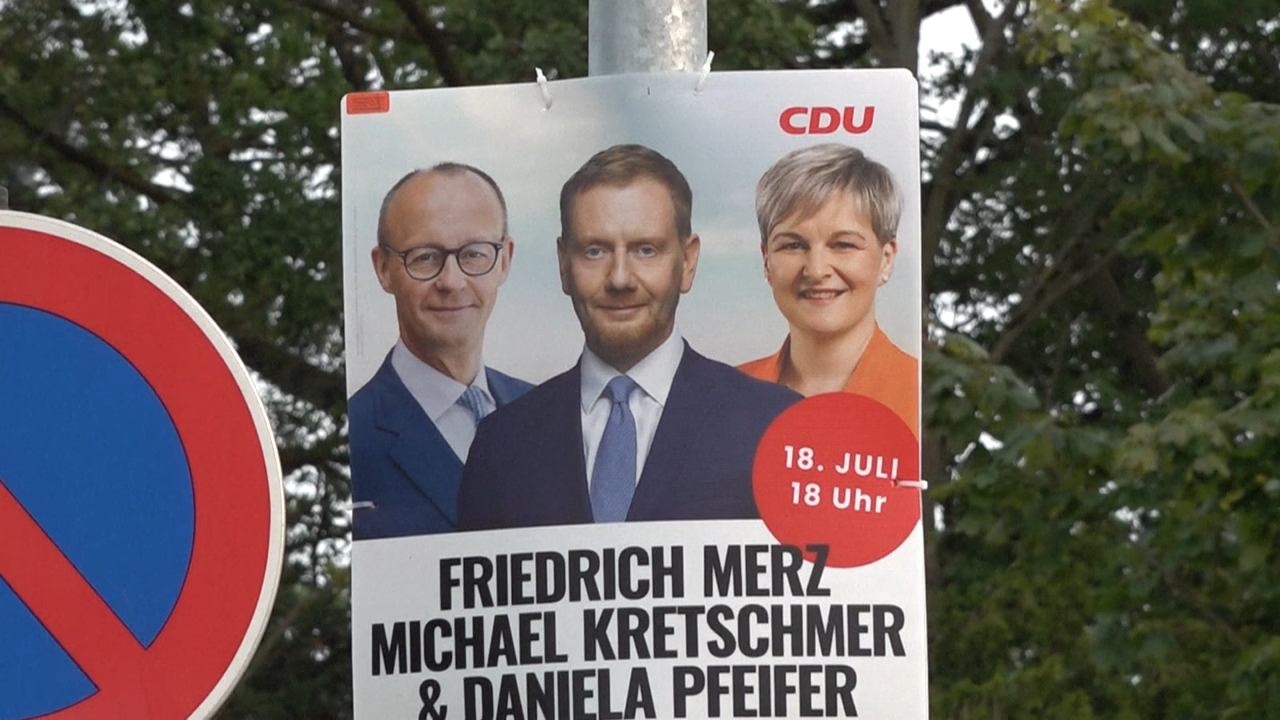 CDU
18. JULI
18 Uhr
FRIEDRICH MERZ
MICHAEL KRETSCHMER
& DANIELA PFEIFER